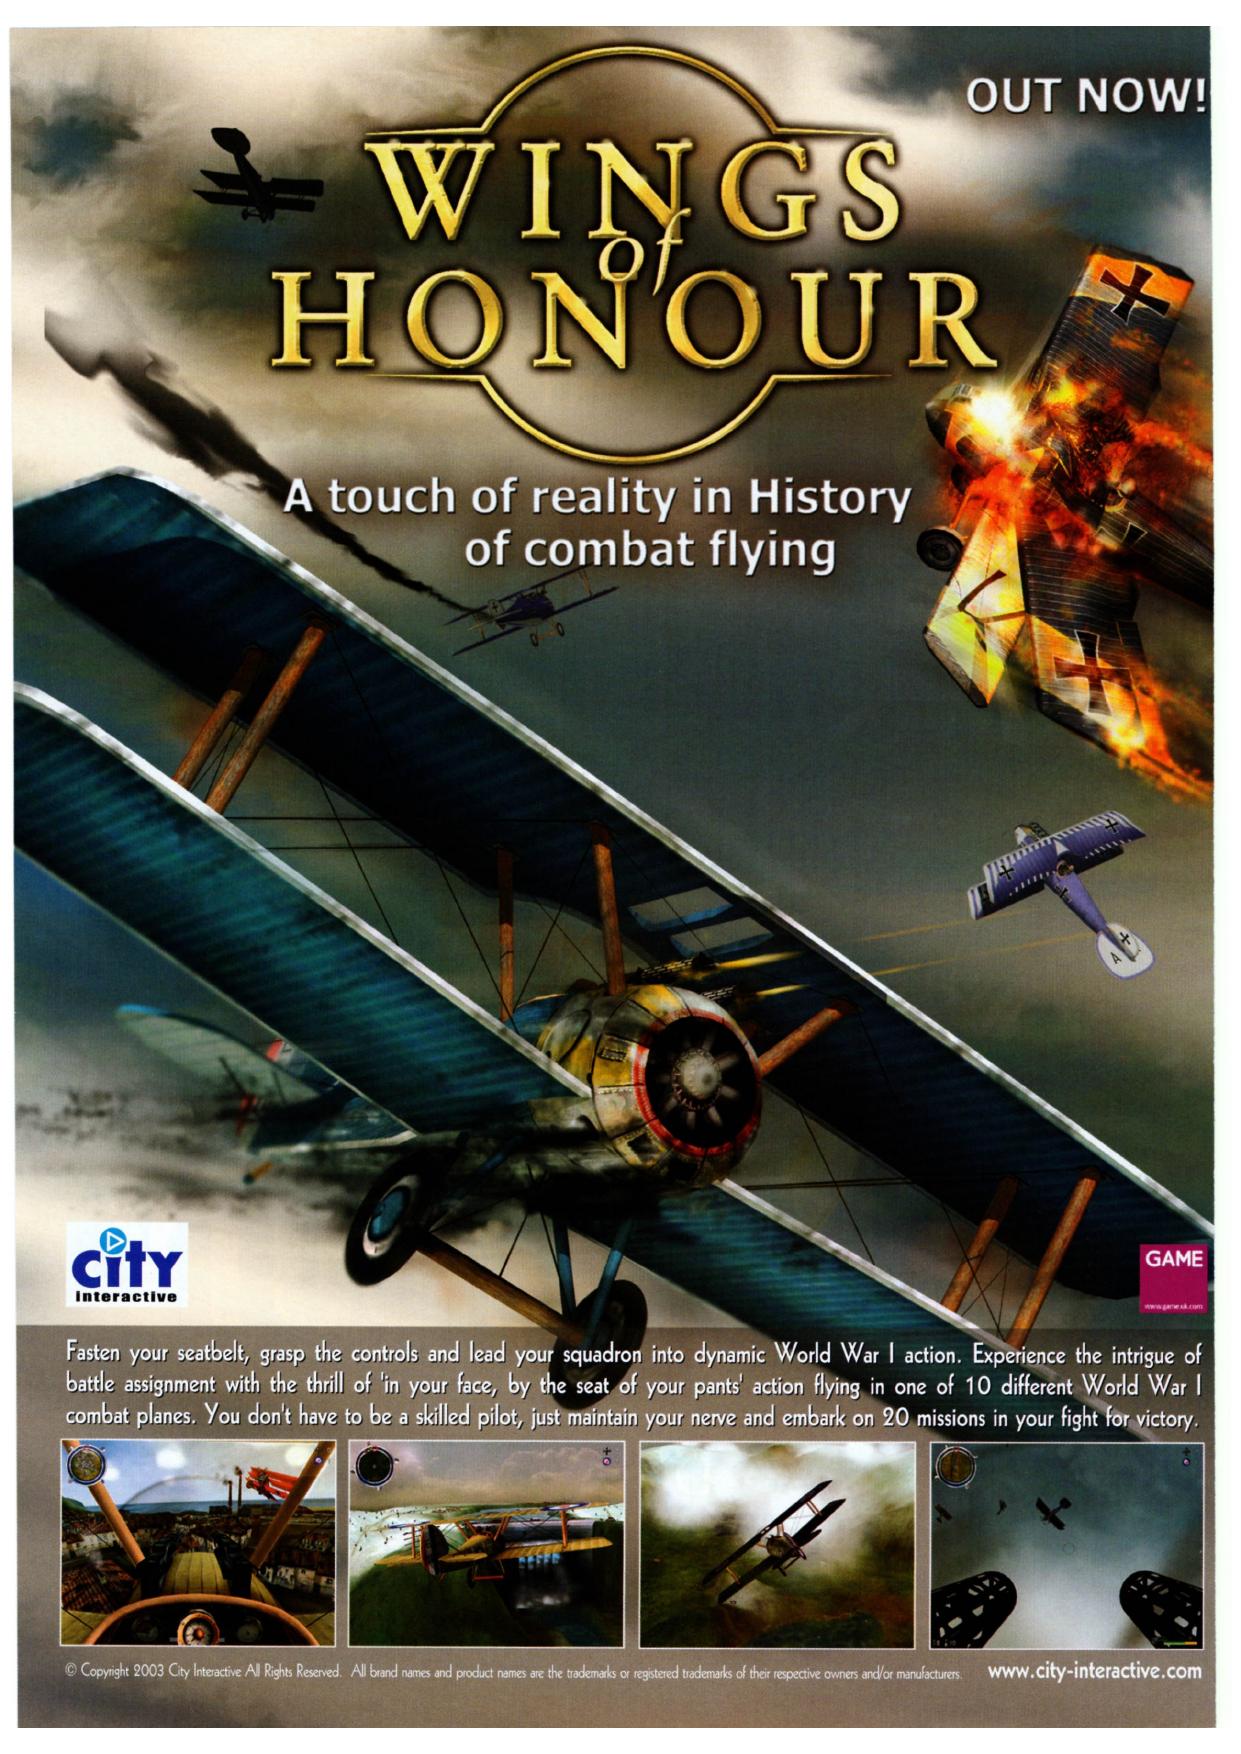 OUT NOW!
WINGS
of
HONOUR
A touch of reality in History
of combat flying
A
city
interactive
GAME
www.game.uk.com
Fasten your seatbelt, grasp the controls and lead your squadron into dynamic World War I action. Experience the intrigue of
battle assignment with the thrill of 'in your face, by the seat of your pants' action flying in one of 10 different World War I
combat planes. You don't have to be a skilled pilot, just maintain your nerve and embark on 20 missions in your fight for victory.
© Copyright 2003 City Interactive All Rights Reserved. All brand names and product names are the trademarks or registered trademarks of their respective owners and/or manufacturers.
www.city-interactive.com